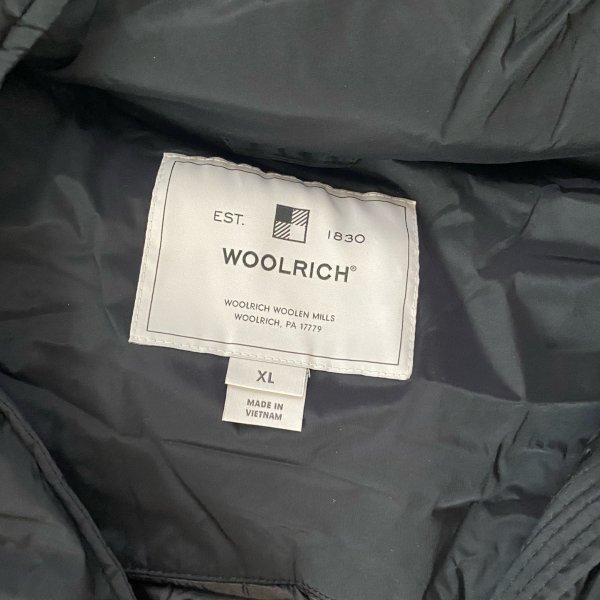 EST. 1830
WOOLRICH®
WOOLRICH WOOLEN MILLS
WOOLRICH, PA 17779
XL
MADE IN
VIETNAM